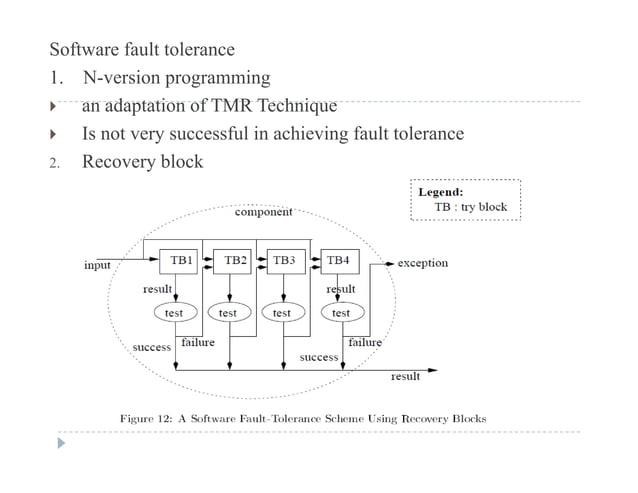 Software fault tolerance
1. N-version programming
an adaptation of TMR Technique
Is not very successful in achieving fault tolerance
2. Recovery block
Legend:
TB : try block
component
input
TB1
TB2
TB3
TB4
exception
result
result
test
test
test
test
success
failure
success
failure
result
Figure 12: A Software Fault-Tolerance Scheme Using Recovery Blocks